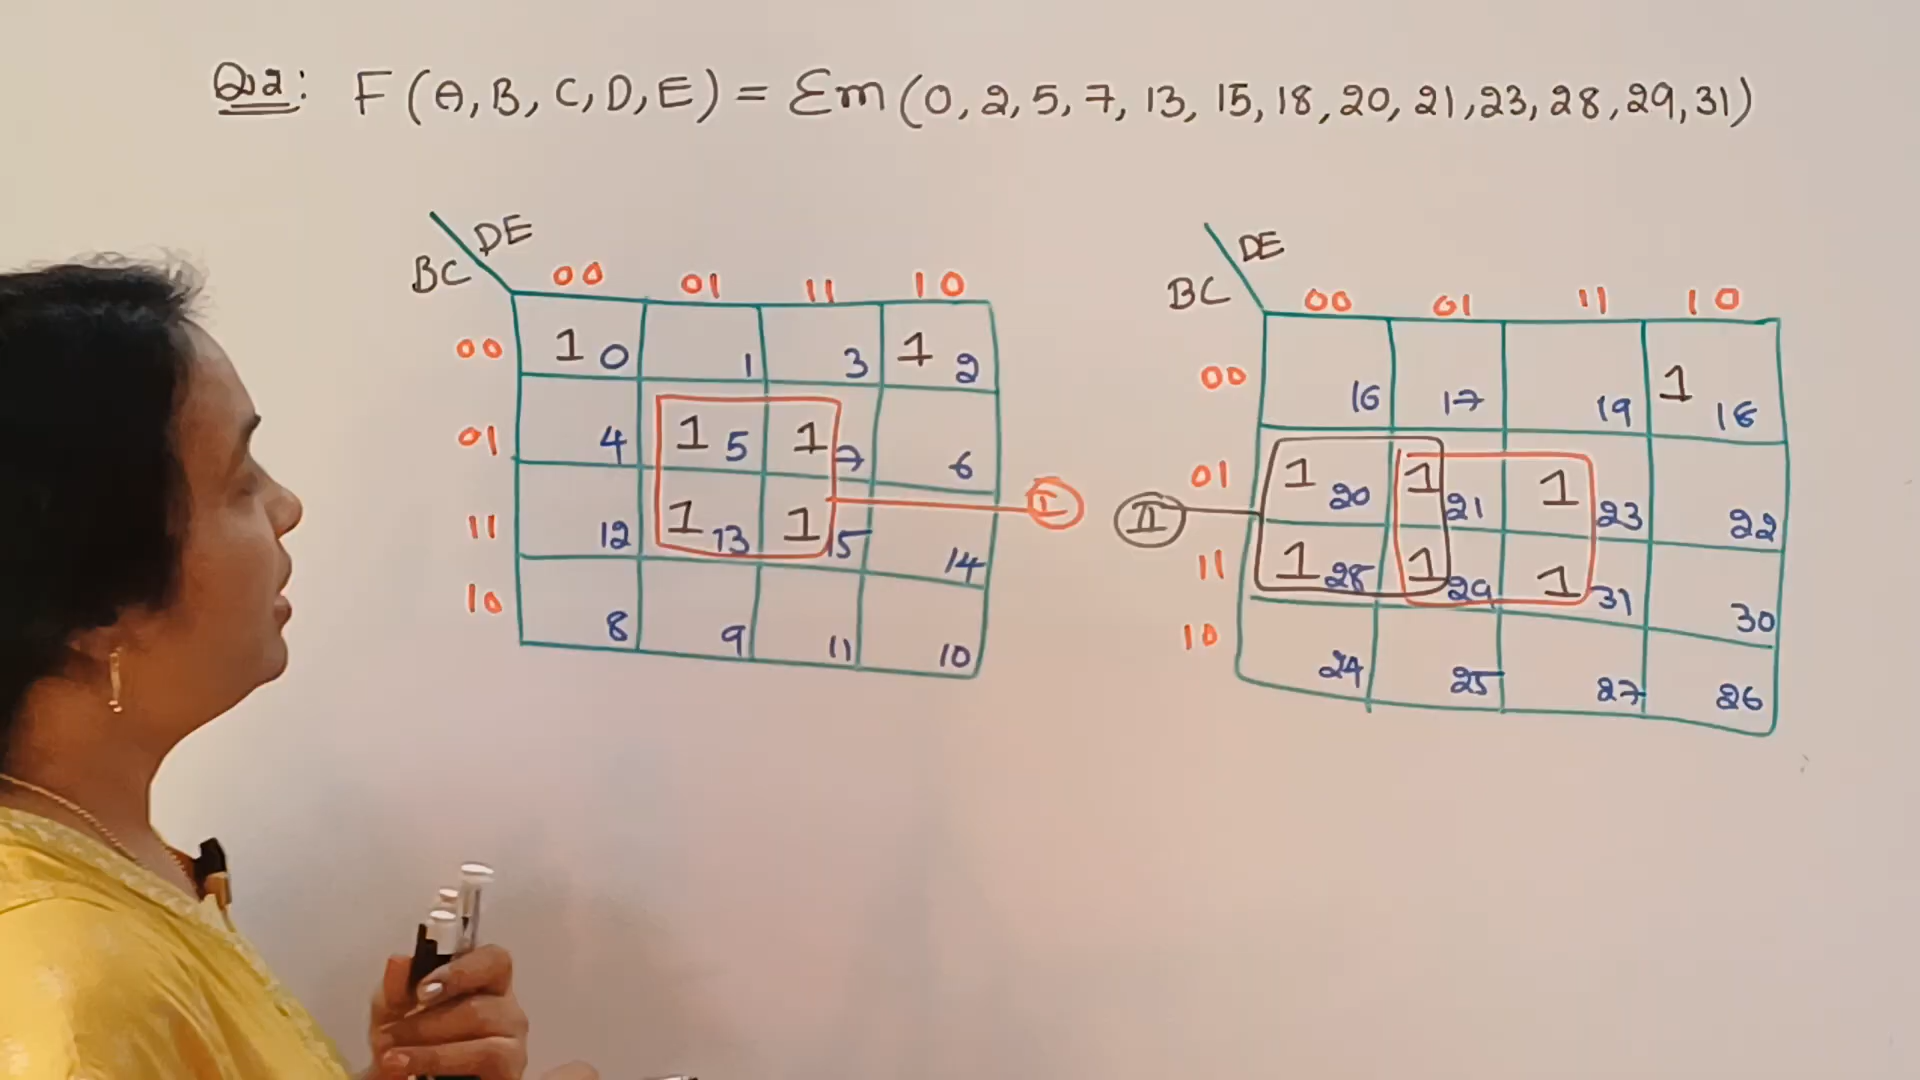 Q2: F(A,B,C,D,E) = Σm(0,2,5,7,13,15,18,20,21,23,28,29,31)
DE
BC 00 01 11 10
00 1 0 1 3 1 2
01 4 1 5 1 7 6
11 12 1 13 1 15 14
10 8 9 11 10
I
DE
BC 00 01 11 10
00 16 17 19 1 18
01 1 20 1 21 1 23 22
11 1 28 1 29 1 31 30
10 24 25 27 26
II